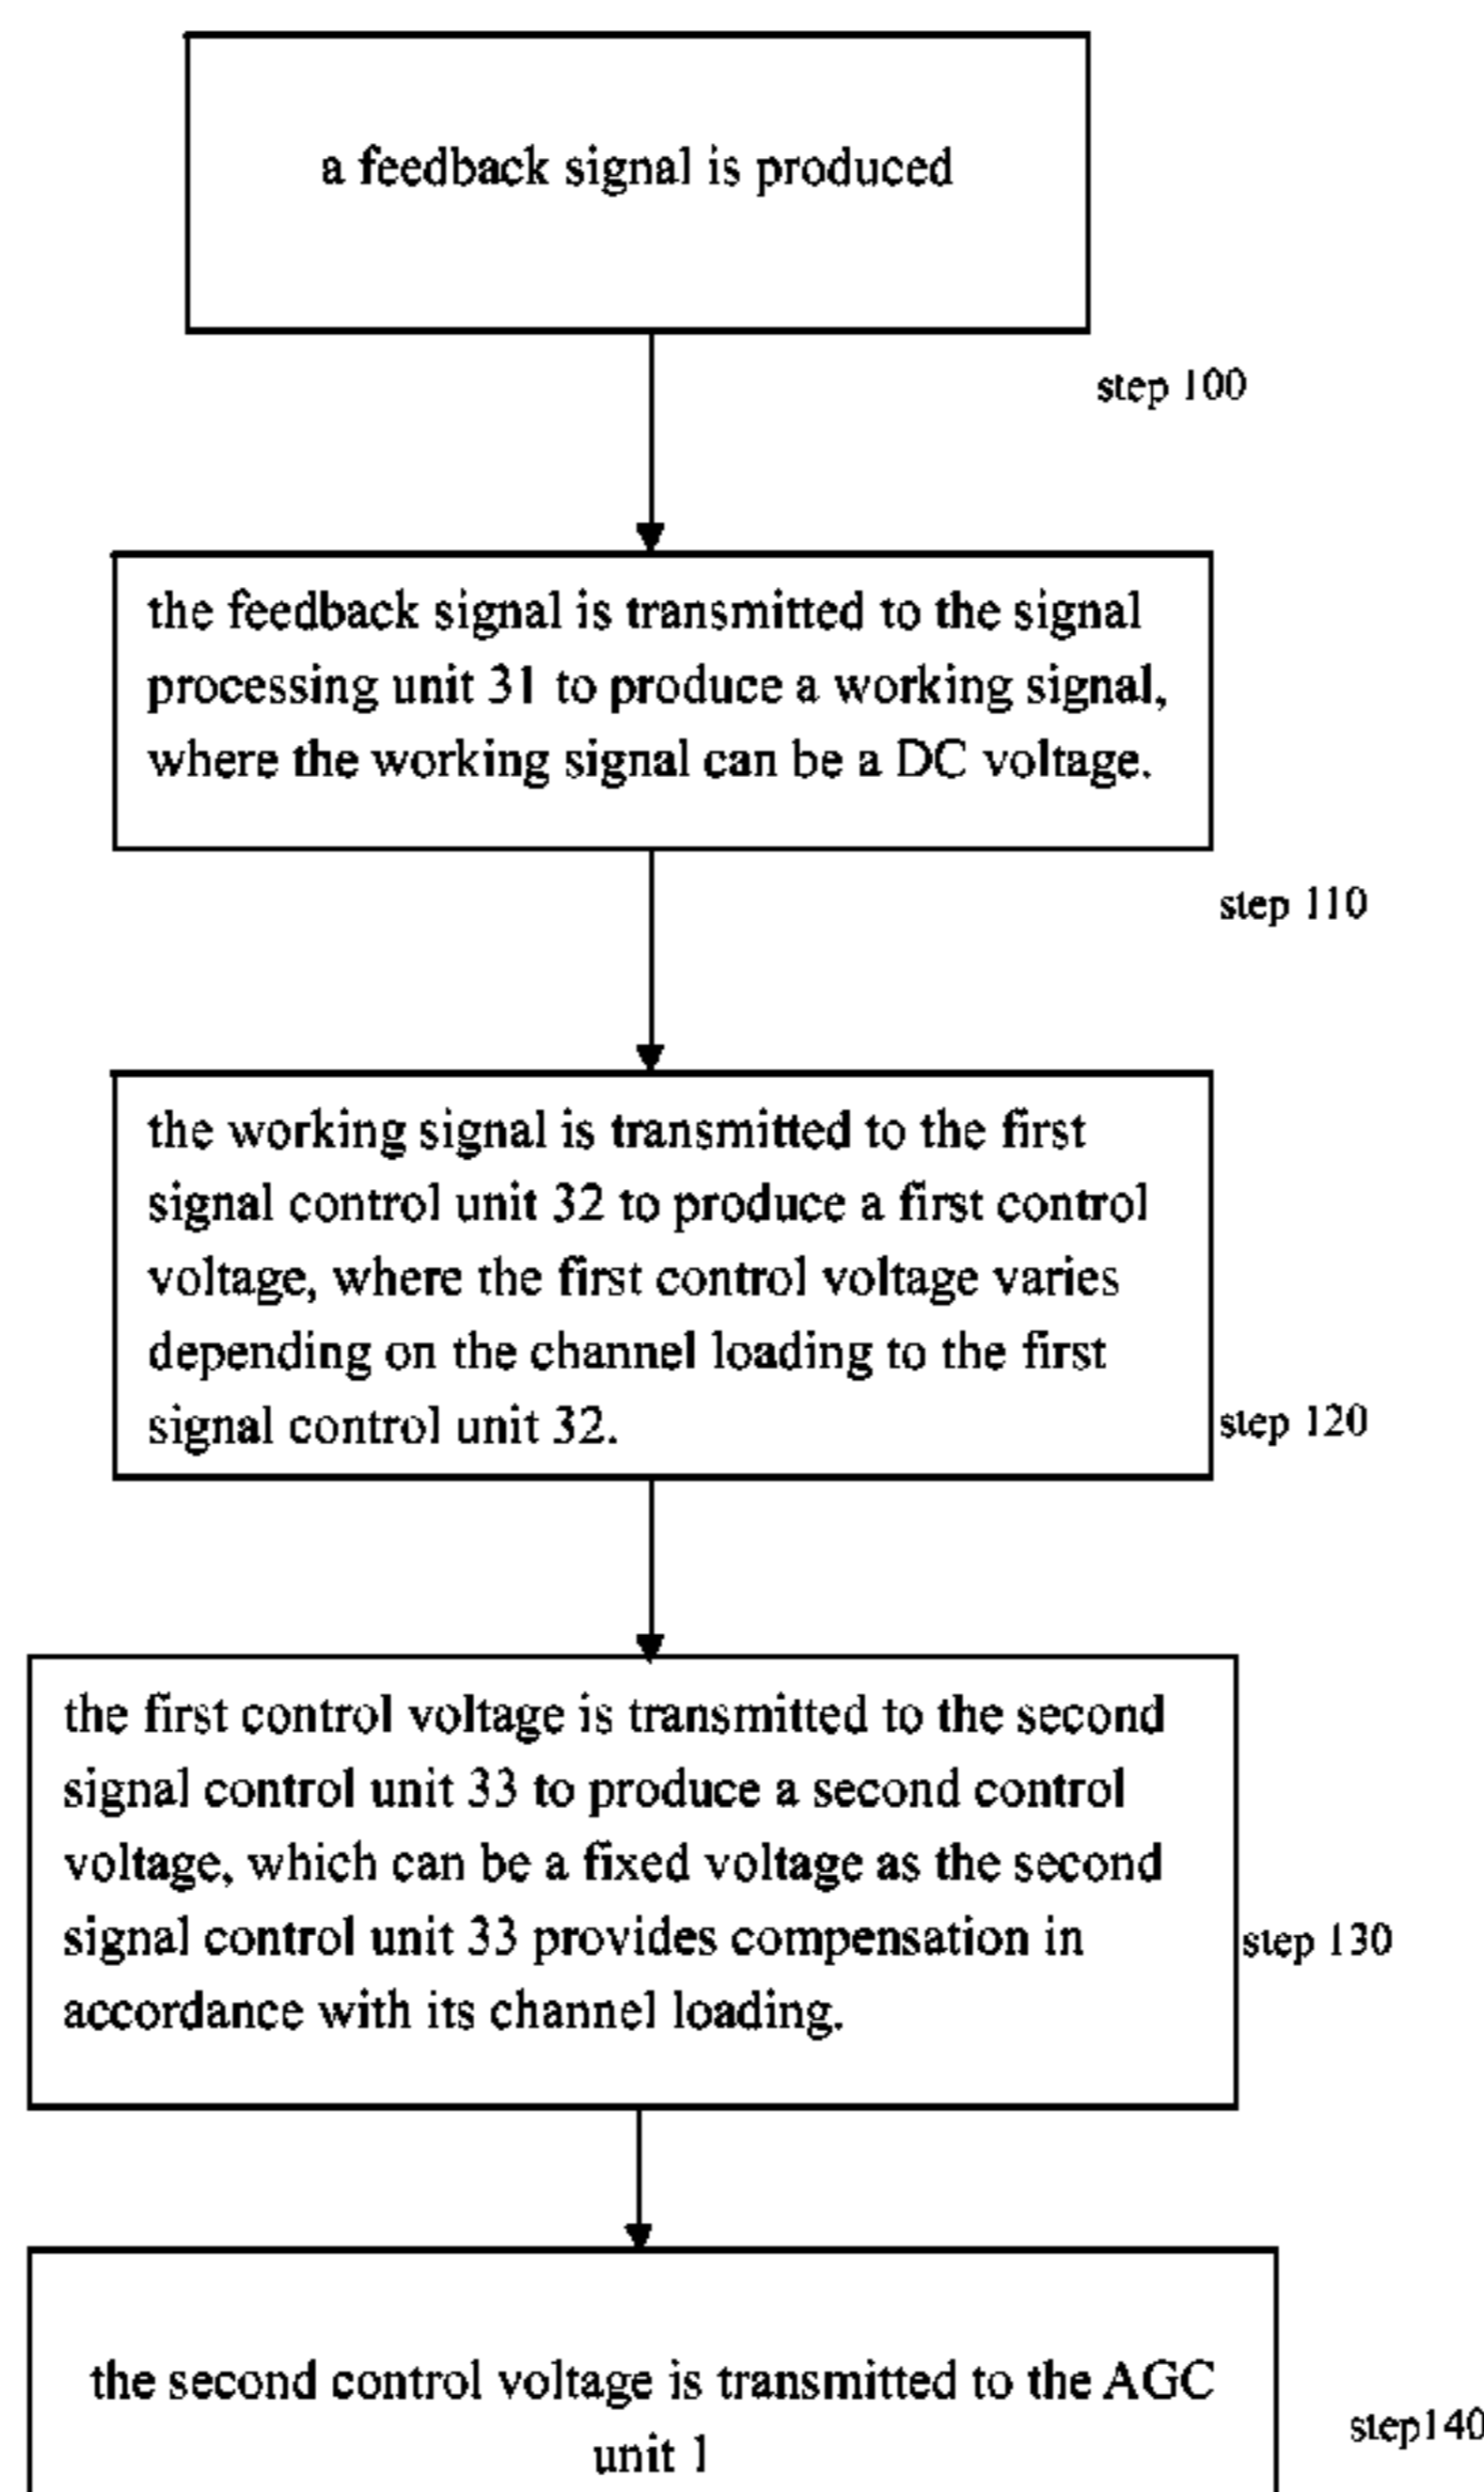 a feedback signal is produced
step 100
the feedback signal is transmitted to the signal
processing unit 31 to produce a working signal,
where the working signal can be a DC voltage.
step 110
the working signal is transmitted to the first
signal control unit 32 to produce a first control
voltage, where the first control voltage varies
depending on the channel loading to the first
signal control unit 32.
step 120
the first control voltage is transmitted to the second
signal control unit 33 to produce a second control
voltage, which can be a fixed voltage as the second
signal control unit 33 provides compensation in
accordance with its channel loading.
step 130
the second control voltage is transmitted to the AGC
unit 1
step140